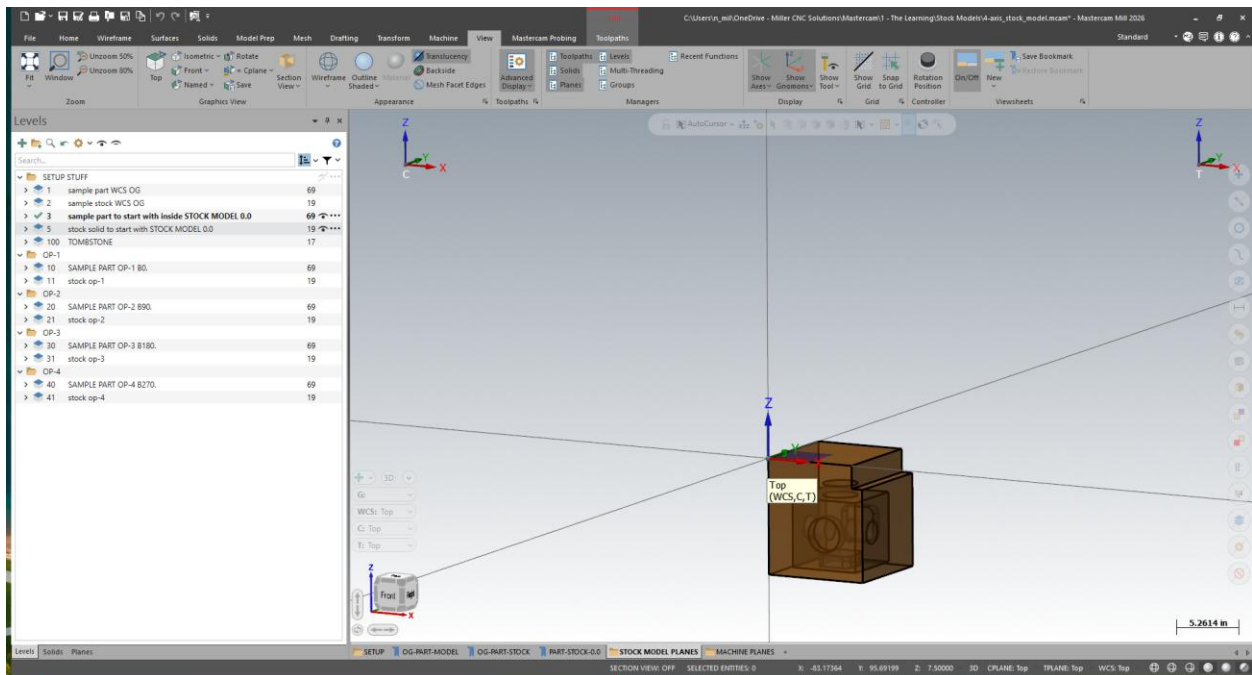 C:\Users\n_mil\OneDrive - Miller CNC Solutions\Mastercam\1 - The Learning\Stock Models\4-axis_stock_model.mcam* - Mastercam Mill 2026
File Home Wireframe Surfaces Solids Model Prep Mesh Drafting Transform Machine View Mastercam Probing Toolpaths Standard
Fit
Window
Unzoom 50%
Unzoom 80%
Zoom
Top
Isometric Rotate
Front = Cplane
Named Save
Section View
Graphics View
Wireframe
Outline Shaded
Material
Translucency
Backside
Mesh Facet Edges
Appearance
Advanced Display
Toolpaths
Toolpaths Levels Recent Functions
Solids Multi-Threading
Planes Groups
Managers
Show Axes
Show Gnomons
Show Tool
Display
Show Grid
Snap to Grid
Grid
Rotation Position
Controller
On/Off
New
Save Bookmark
Restore Bookmark
Viewsheets
Levels
Search...
SETUP STUFF
1 sample part WCS OG 69
2 sample stock WCS OG 19
3 sample part to start with inside STOCK MODEL 0.0 69
5 stock solid to start with STOCK MODEL 0.0 19
100 TOMBSTONE 17
OP-1
10 SAMPLE PART OP-1 B0. 69
11 stock op-1 19
OP-2
20 SAMPLE PART OP-2 B90. 69
21 stock op-2 19
OP-3
30 SAMPLE PART OP-3 B180. 69
31 stock op-3 19
OP-4
40 SAMPLE PART OP-4 B270. 69
41 stock op-4 19
AutoCursor
Z
Y
X
C
Z
Y
X
T
Z
Y
X
Top
(WCS,C,T)
3D
G:
WCS: Top
C: Top
T: Top
Z
Front
X
5.2614 in
Levels Solids Planes
SETUP OG-PART-MODEL OG-PART-STOCK PART-STOCK-0.0 STOCK MODEL PLANES MACHINE PLANES +
SECTION VIEW: OFF SELECTED ENTITIES: 0 X: -83.17364 Y: 95.69199 Z: 7.50000 3D CPLANE: Top TPLANE: Top WCS: Top